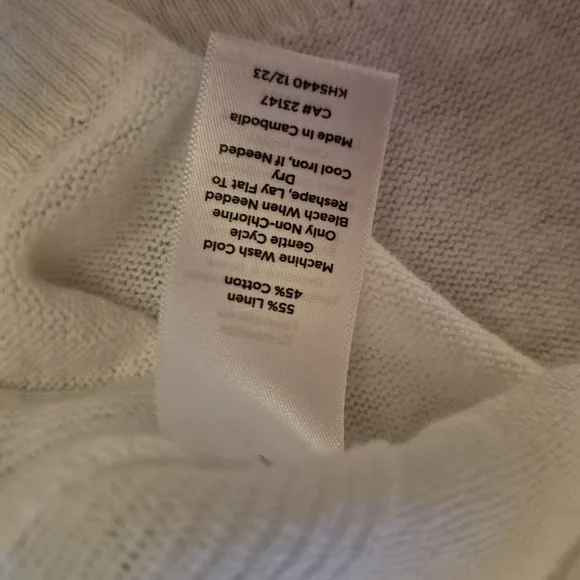 55% Linen
45% Cotton
Machine Wash Cold
Gentle Cycle
Only Non-Chlorine
Bleach When Needed
Reshape, Lay Flat To
Dry
Cool Iron, If Needed
Made In Cambodia
CA# 23147
KH5440 12/23